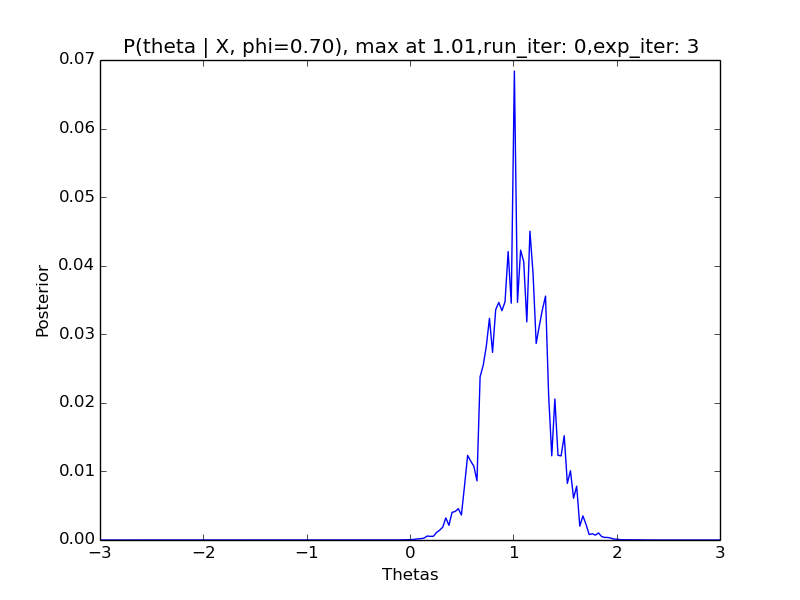 P(theta | X, phi=0.70), max at 1.01,run_iter: 0,exp_iter: 3
0.07
0.06
0.05
0.04
0.03
0.02
0.01
0.00
Posterior
−3 −2 −1 0 1 2 3
Thetas